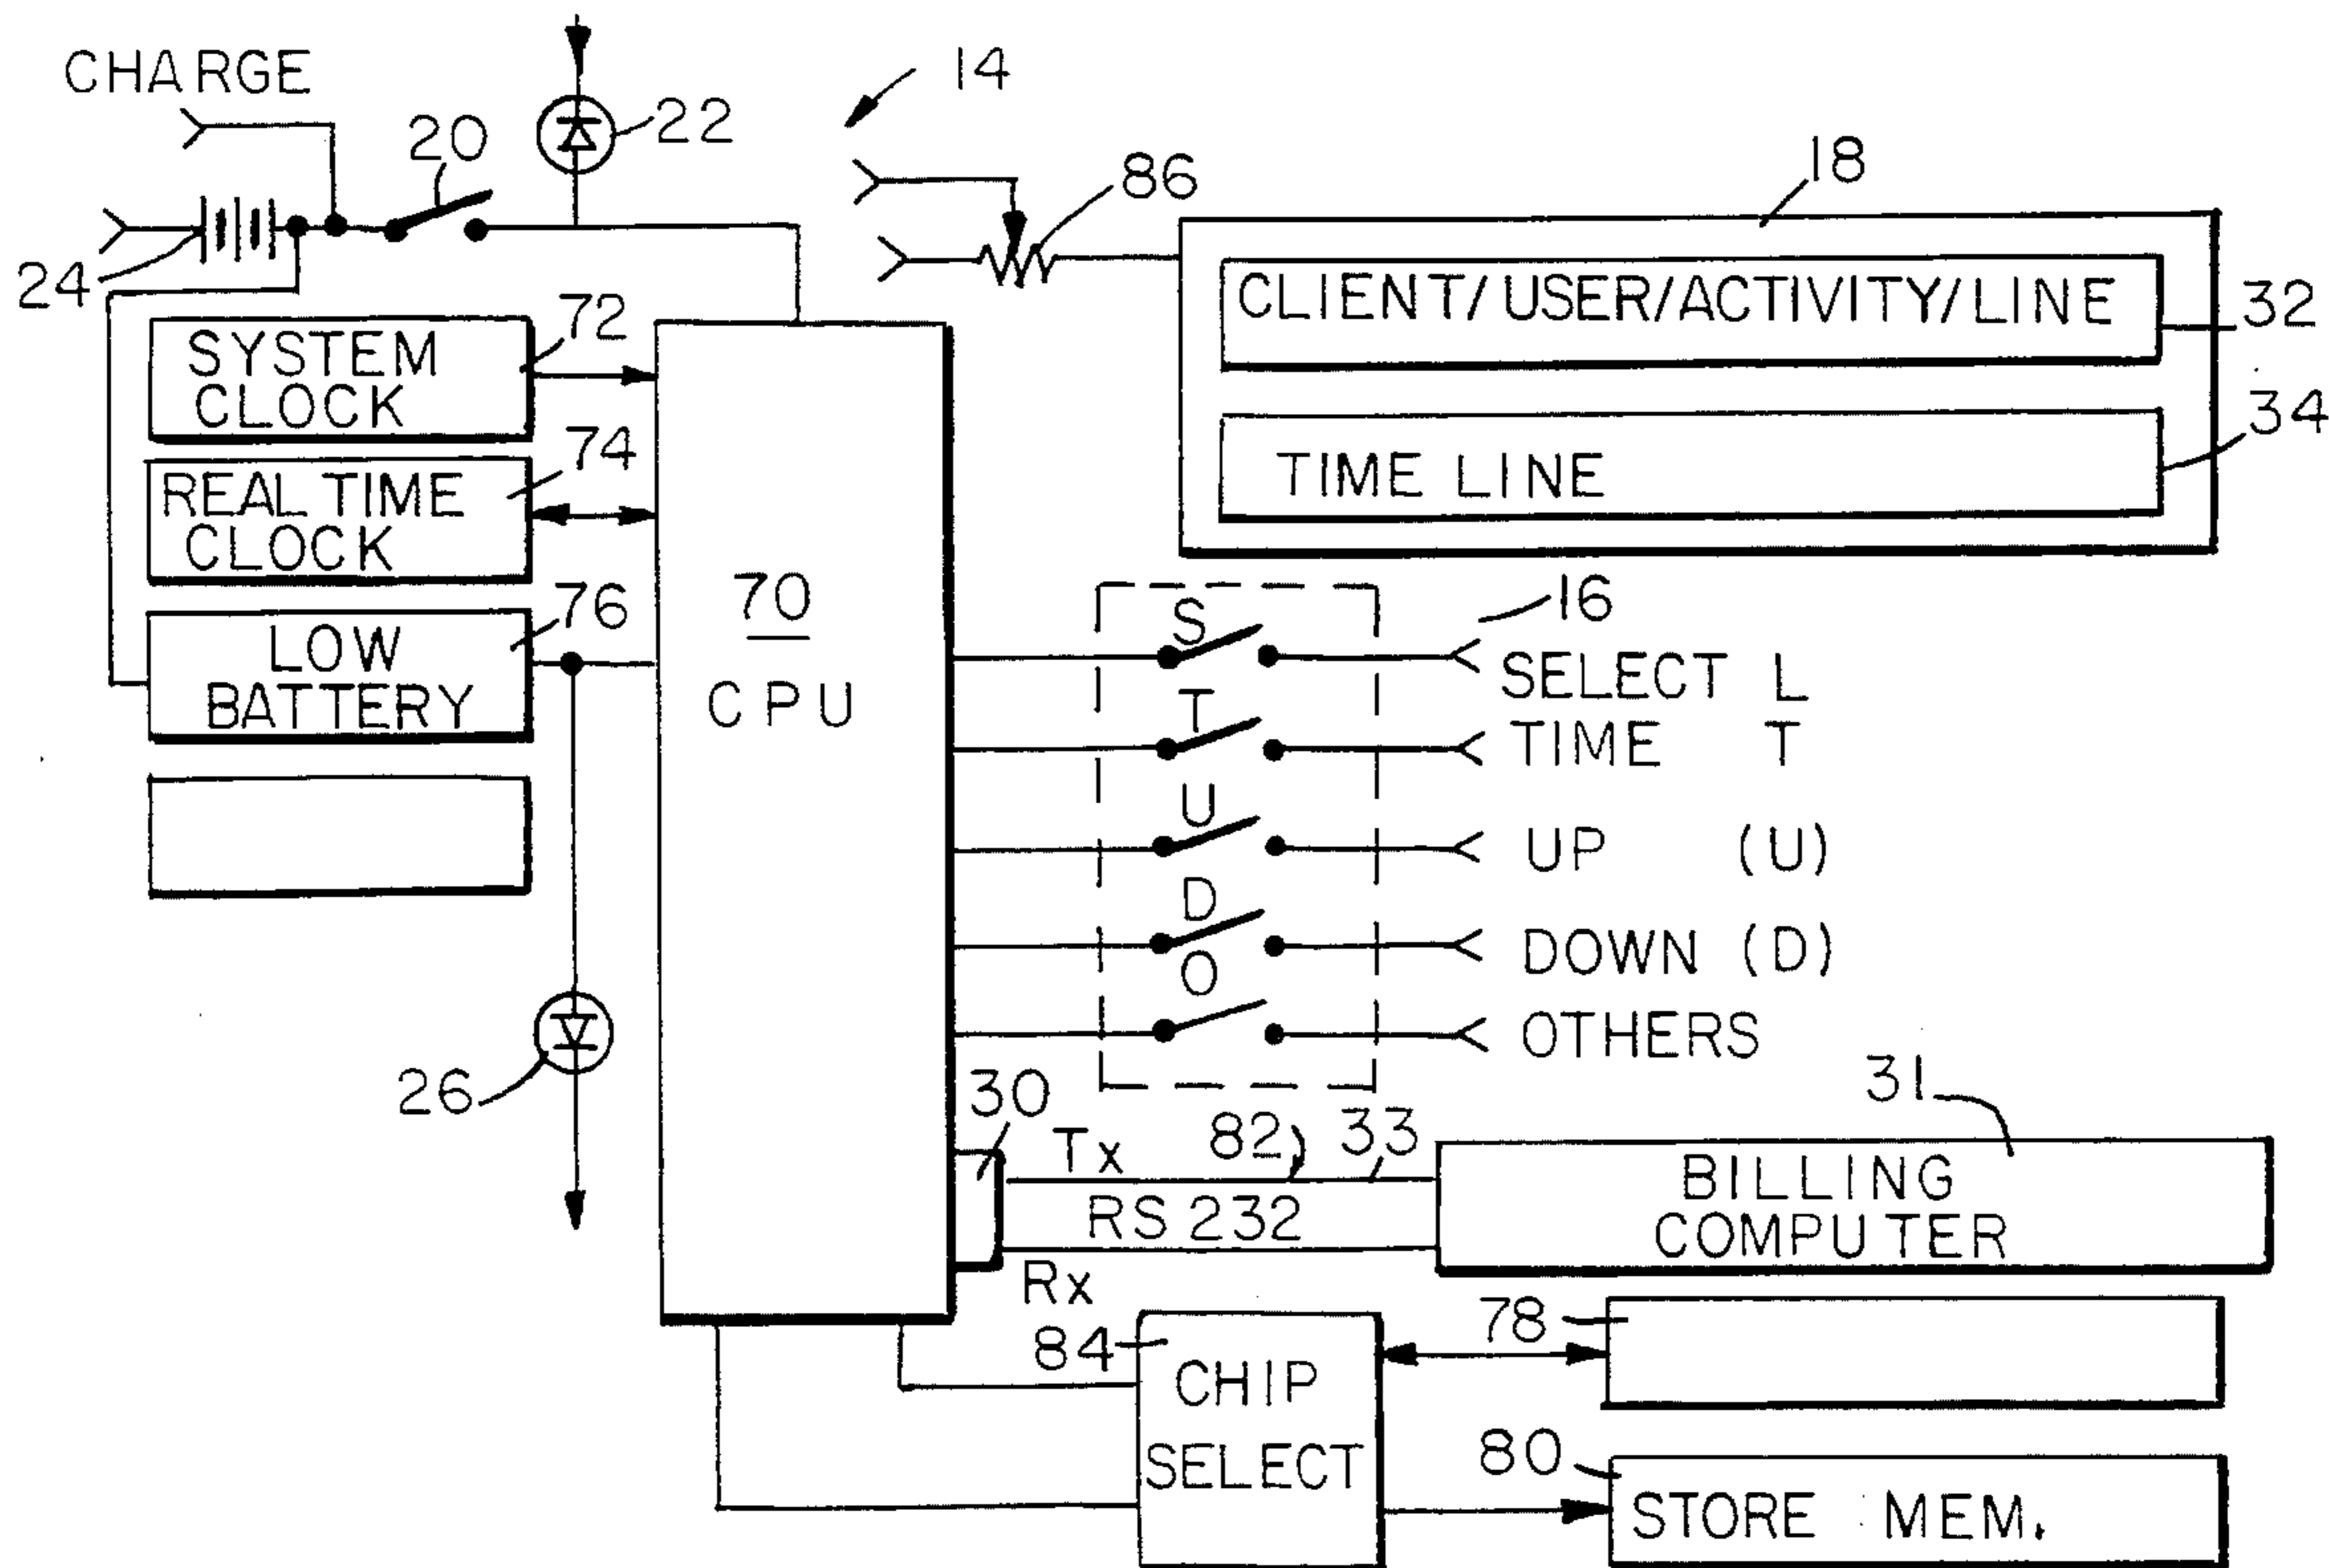 CHARGE
14
20
22
86
18
24
CLIENT/USER/ACTIVITY/LINE
32
72
SYSTEM
CLOCK
34
74
REAL TIME
CLOCK
TIME LINE
76
70
16
LOW
BATTERY
CPU
S
SELECT L
T
TIME T
U
UP (U)
D
DOWN (D)
O
OTHERS
26
30
Tx
82
33
31
RS 232
BILLING
COMPUTER
Rx
84
78
CHIP
SELECT
80
STORE MEM.